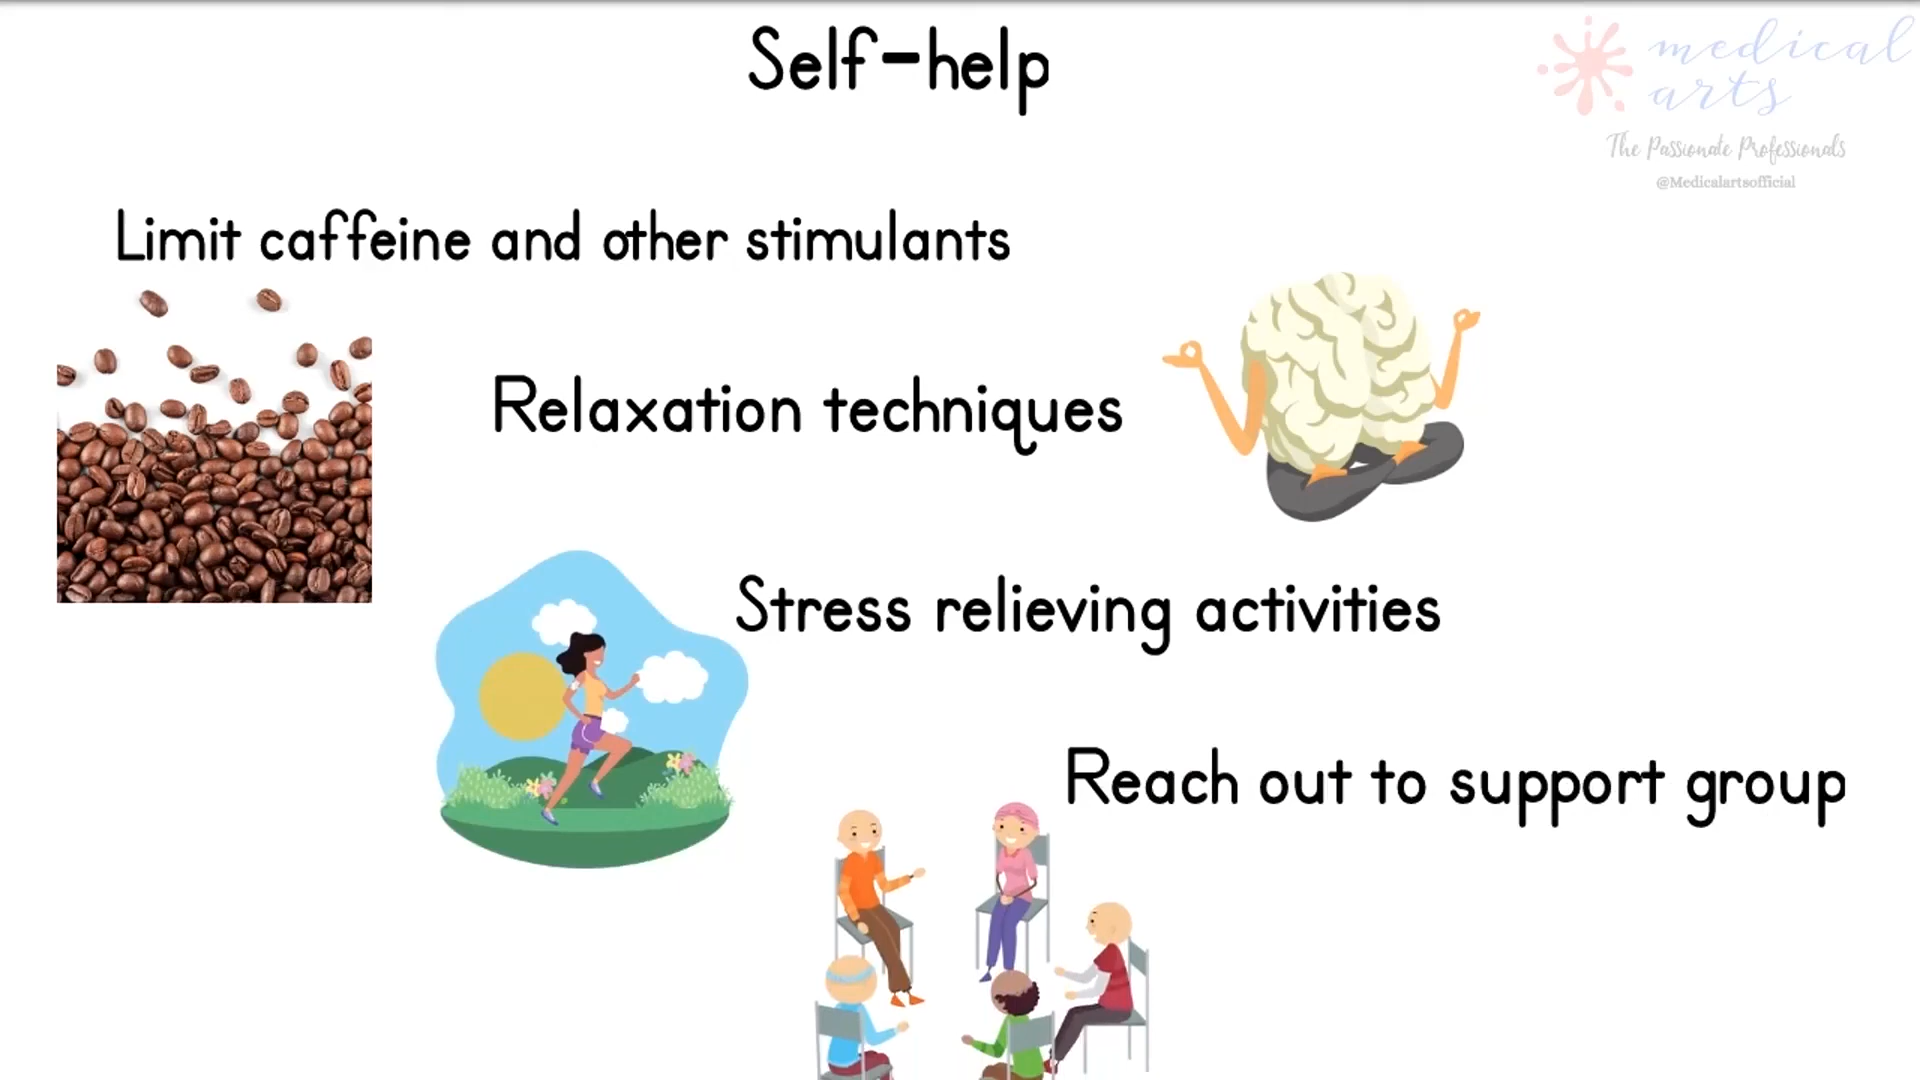 Self-help
medical
arts
The Passionate Professionals
@Medicalartsofficial
Limit caffeine and other stimulants
Relaxation techniques
Stress relieving activities
Reach out to support group